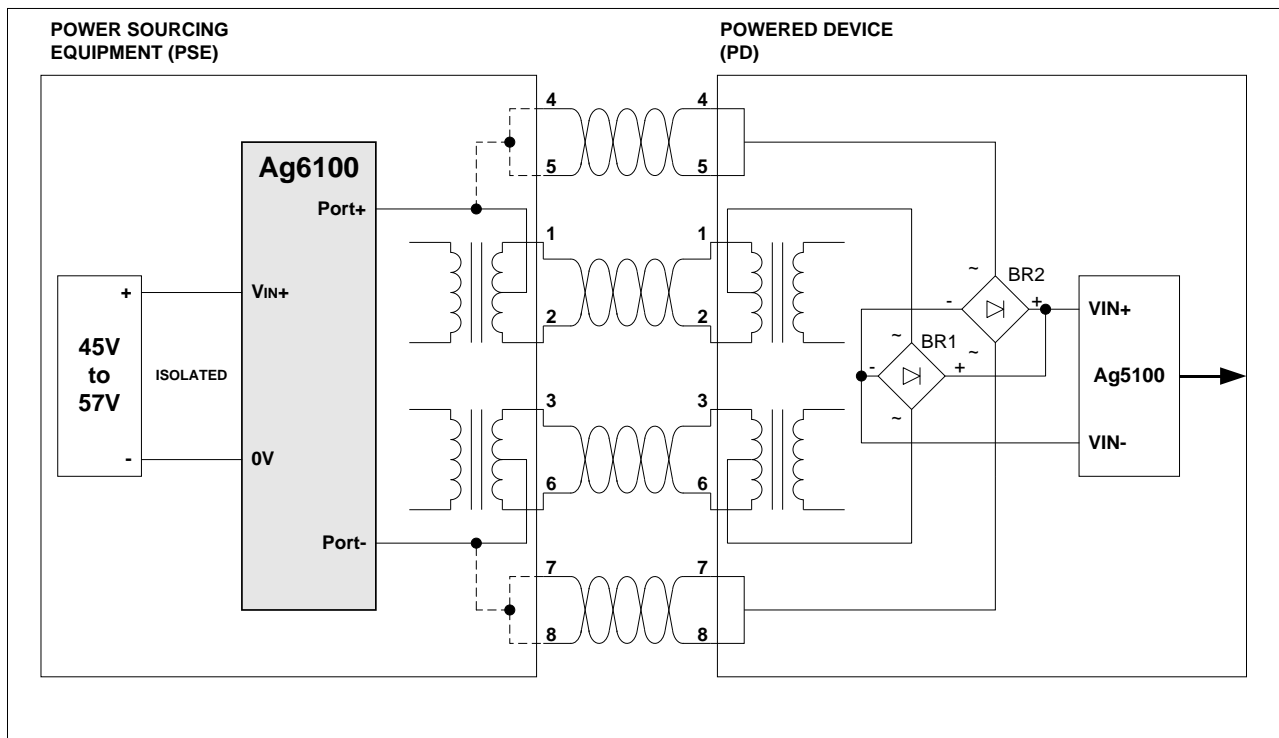 POWER SOURCING
EQUIPMENT (PSE)
POWERED DEVICE
(PD)
4
4
5
5
Ag6100
Port+
1
1
2
2
VIN+
0V
Port-
+
-
45V
to
57V
ISOLATED
3
3
6
6
7
7
8
8
~
BR2
-
+
~
~
BR1
-
+
~
VIN+
Ag5100
VIN-